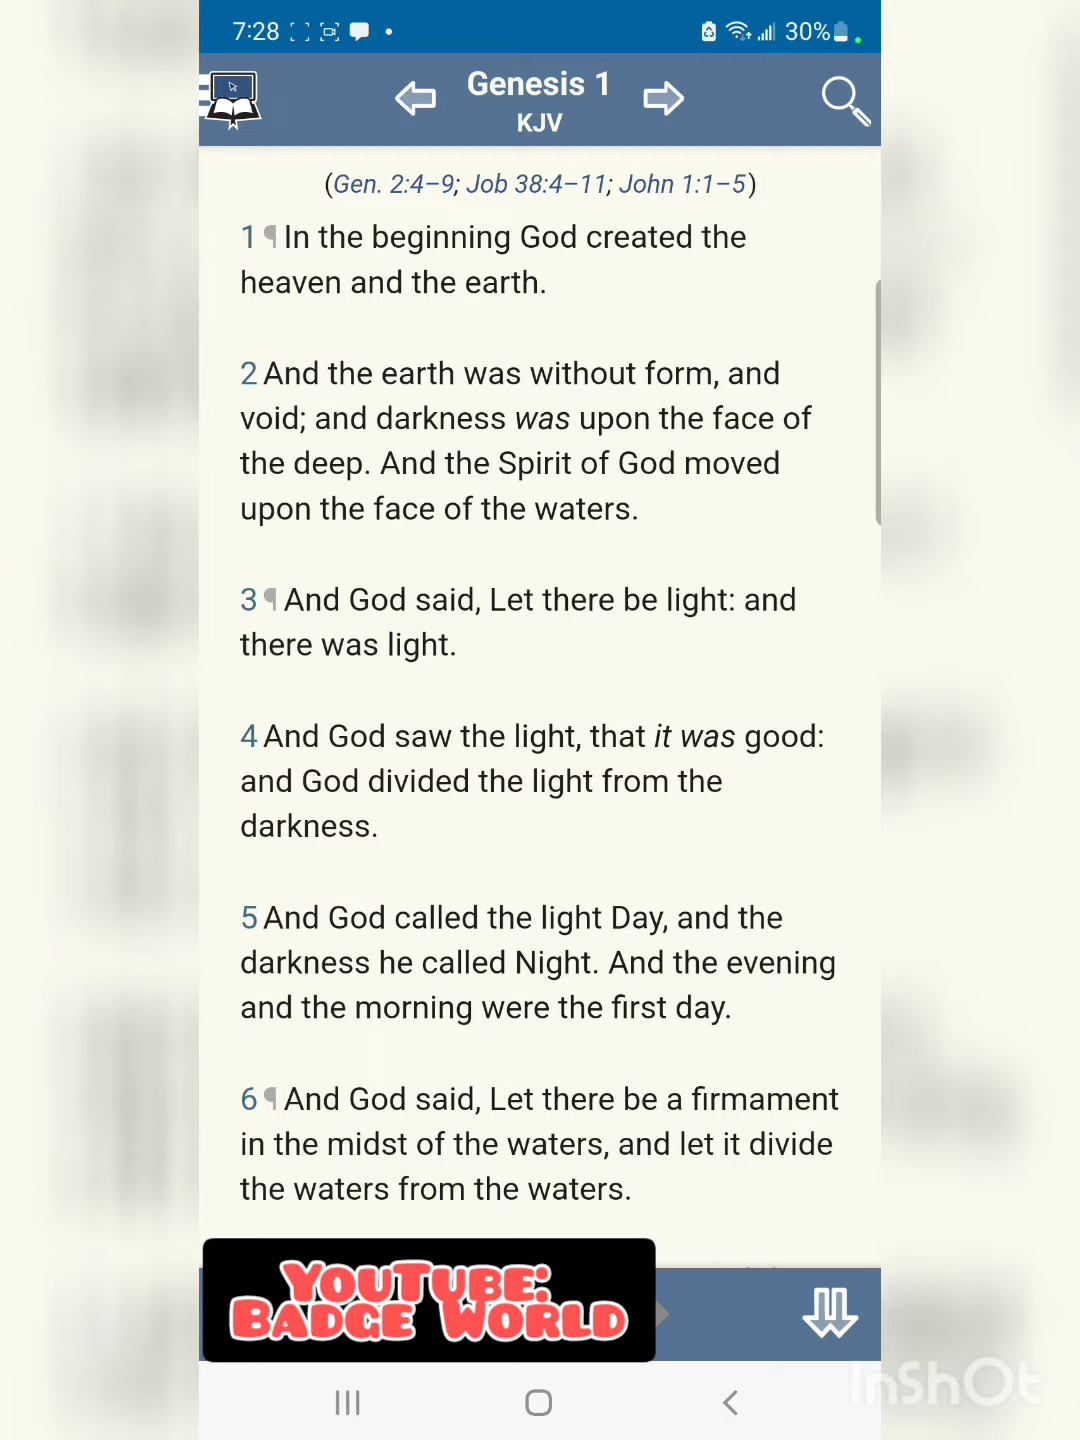 7:28
30%
Genesis 1
KJV
(Gen. 2:4–9; Job 38:4–11; John 1:1–5)
1 ¶ In the beginning God created the
heaven and the earth.
2 And the earth was without form, and
void; and darkness was upon the face of
the deep. And the Spirit of God moved
upon the face of the waters.
3 ¶ And God said, Let there be light: and
there was light.
4 And God saw the light, that it was good:
and God divided the light from the
darkness.
5 And God called the light Day, and the
darkness he called Night. And the evening
and the morning were the first day.
6 ¶ And God said, Let there be a firmament
in the midst of the waters, and let it divide
the waters from the waters.
YouTube:
Badge World
InShOt